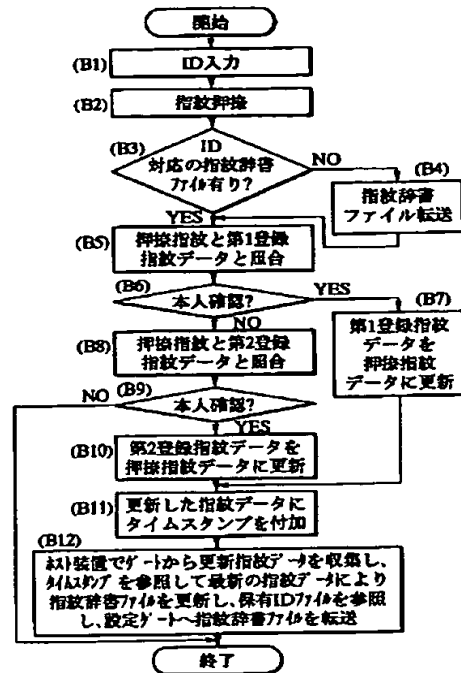 開始
(B1)
ID入力
(B2)
指紋押捺
(B3)
ID
対応の指紋辞書
ファイル有り?
NO
(B4)
指紋辞書
ファイル転送
YES
(B5)
押捺指紋と第1登録
指紋データと照合
(B6)
本人確認?
YES
(B7)
第1登録指紋
データを
押捺指紋
データに更新
NO
(B8)
押捺指紋と第2登録
指紋データと照合
NO
(B9)
本人確認?
YES
(B10)
第2登録指紋データを
押捺指紋データに更新
(B11)
更新した指紋データに
タイムスタンプを付加
(B12)
ホスト装置でゲートから更新指紋データを収集し、
タイムスタンプを参照して最新の指紋データにより
指紋辞書ファイルを更新し、保有IDファイルを参照
し、設定ゲートへ指紋辞書ファイルを転送
終了